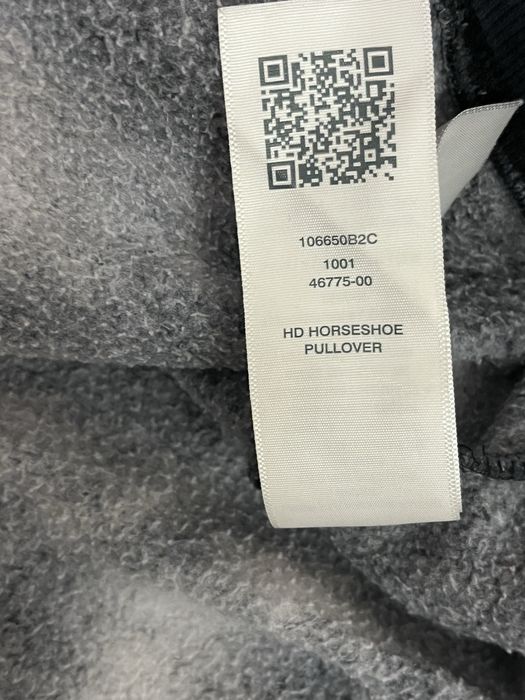 106650B2C
1001
46775-00
HD HORSESHOE
PULLOVER